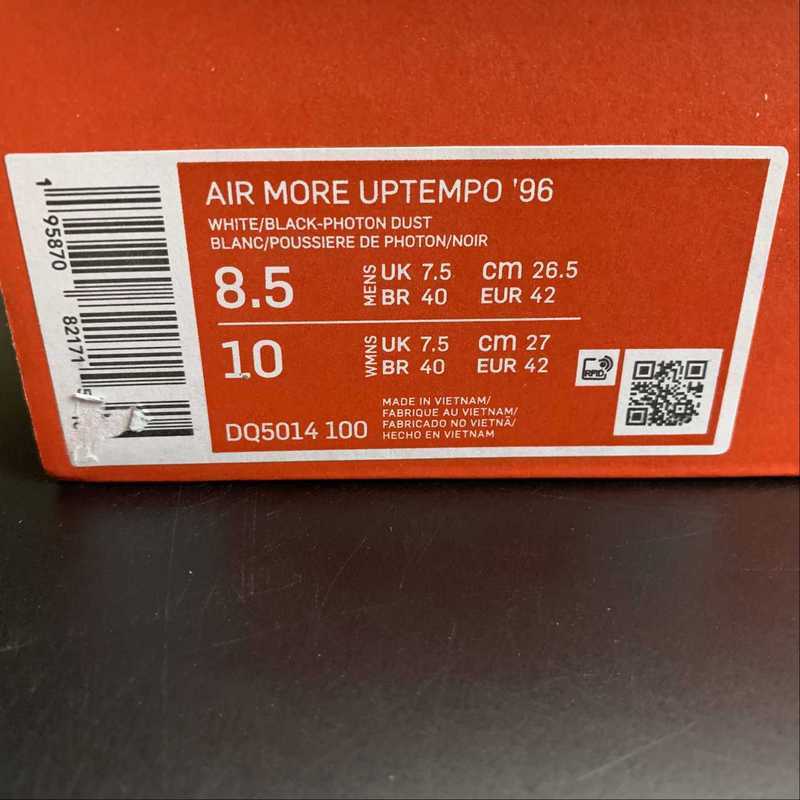 AIR MORE UPTEMPO '96
WHITE/BLACK-PHOTON DUST
BLANC/POUSSIERE DE PHOTON/NOIR
8.5
MENS
UK 7.5 cm 26.5
BR 40 EUR 42
10
WMNS
UK 7.5 cm 27
BR 40 EUR 42
RFID
DQ5014 100
MADE IN VIETNAM/
FABRIQUE AU VIETNAM/
FABRICADO NO VIETNÃ/
HECHO EN VIETNAM
1 95870 82171